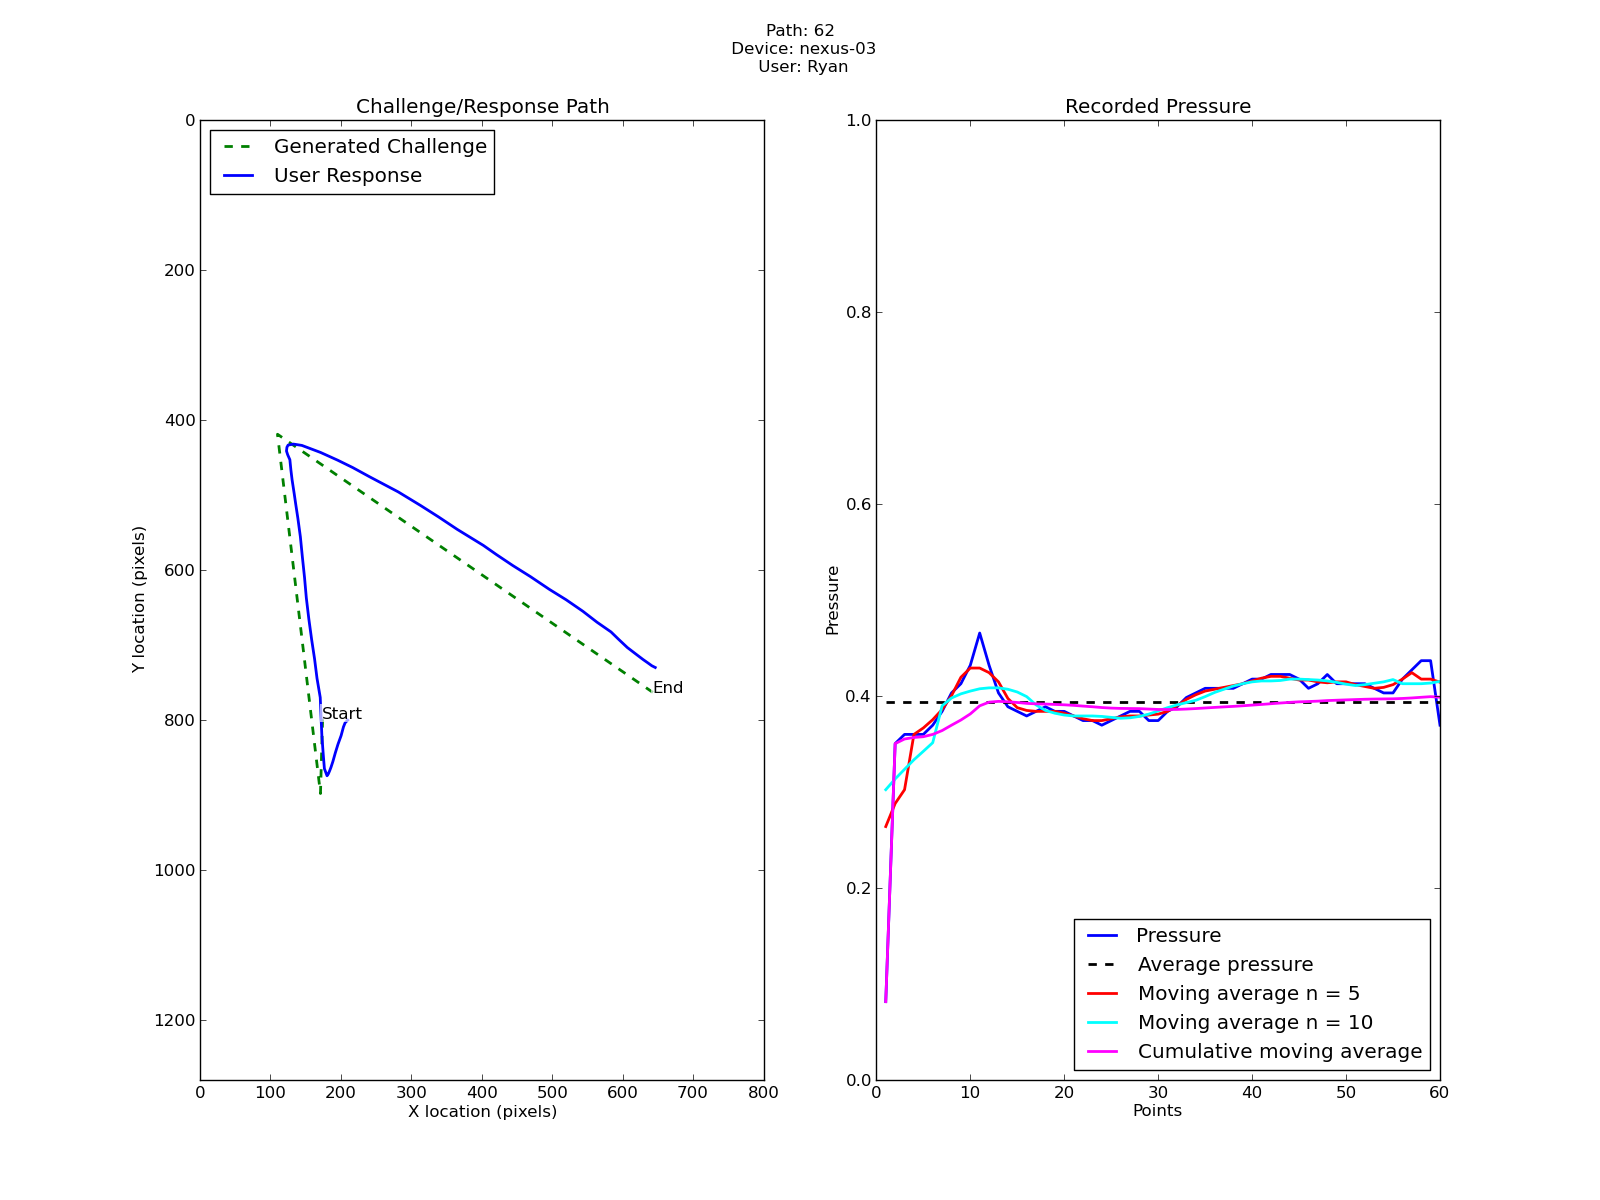 Path: 62
Device: nexus-03
User: Ryan
Challenge/Response Path
Generated Challenge
User Response
0
200
400
600
800
1000
1200
Y location (pixels)
Start
End
0 100 200 300 400 500 600 700 800
X location (pixels)
Recorded Pressure
1.0
0.8
0.6
0.4
0.2
0.0
Pressure
Pressure
Average pressure
Moving average n = 5
Moving average n = 10
Cumulative moving average
0 10 20 30 40 50 60
Points